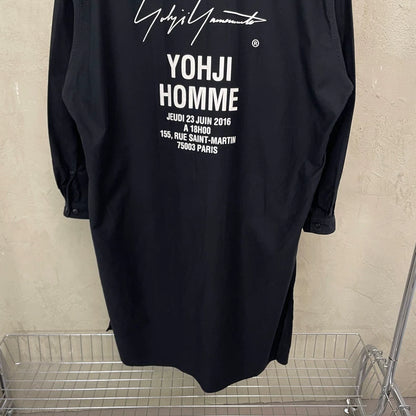 Yohji Yamamoto
®
YOHJI
HOMME
JEUDI 23 JUIN 2016
A 18H00
155, RUE SAINT-MARTIN
75003 PARIS